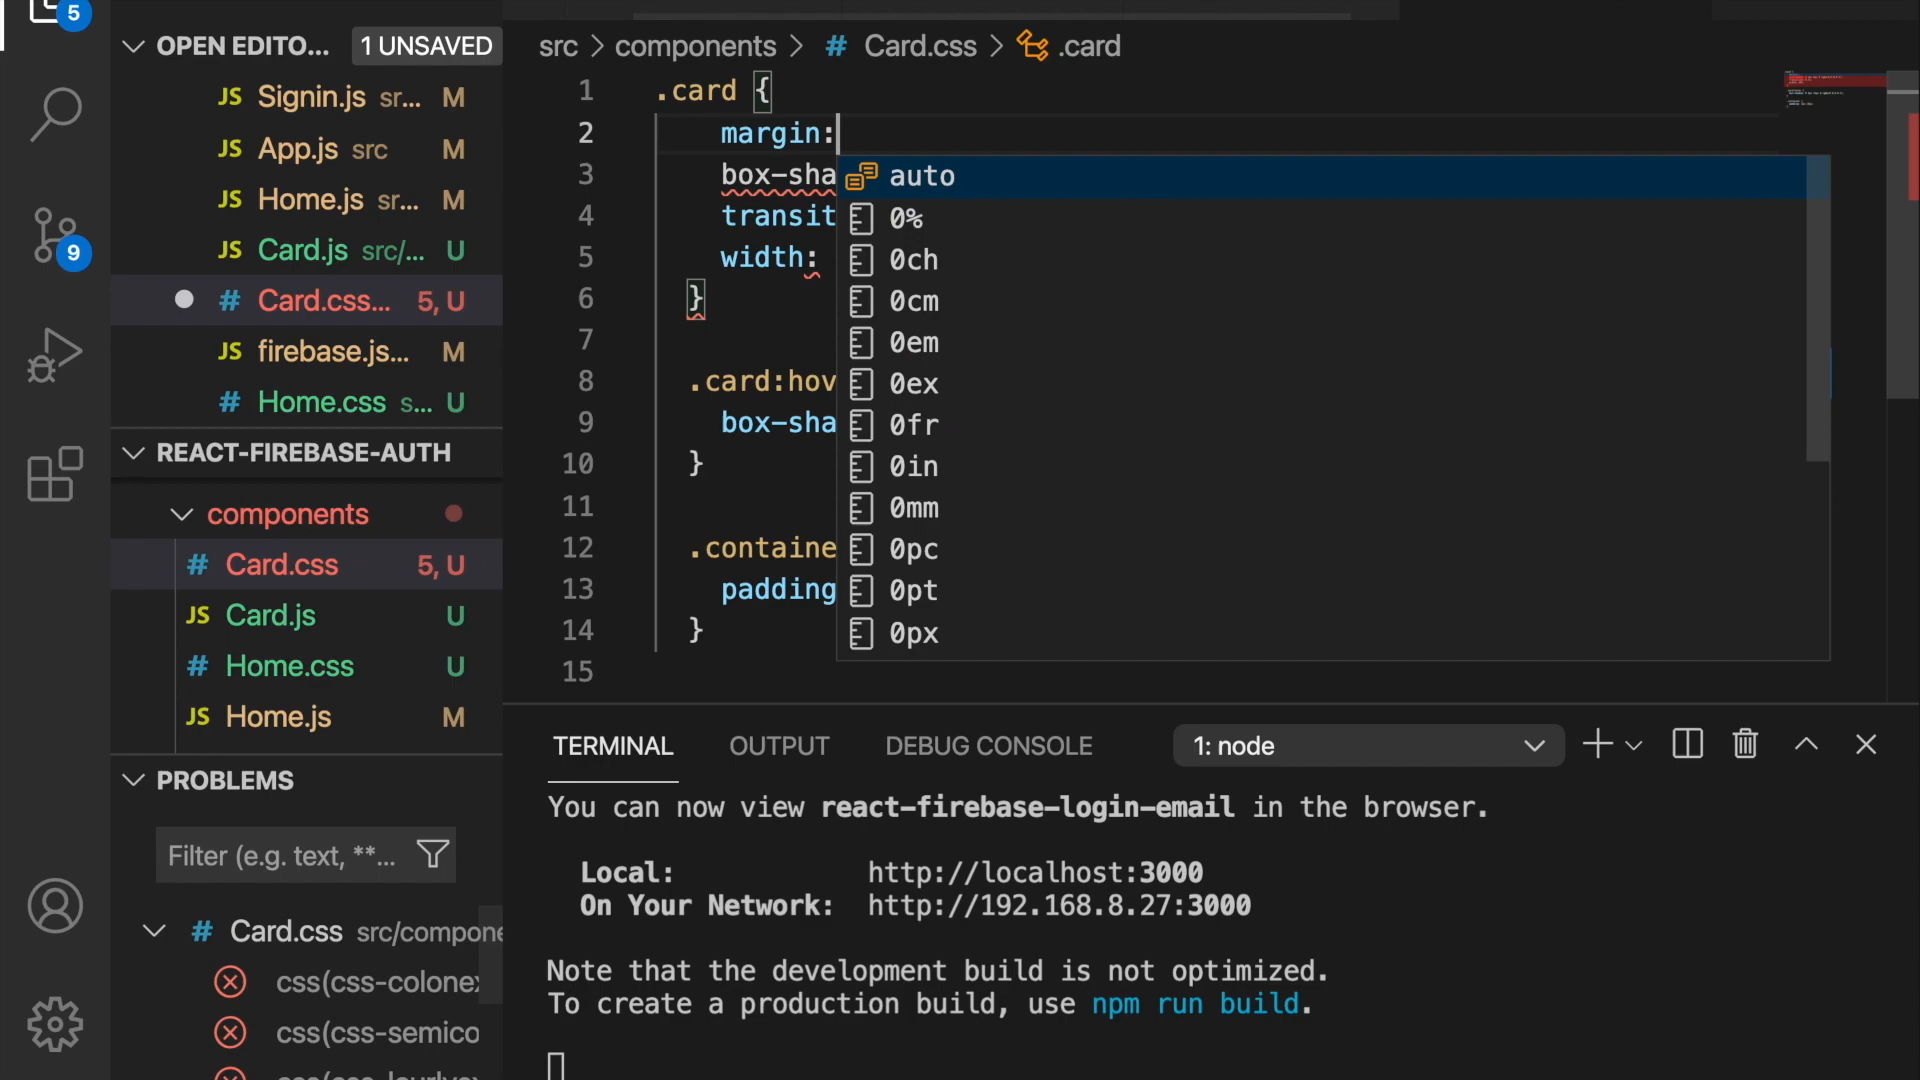 5
OPEN EDITO... 1 UNSAVED
JS Signin.js sr... M
JS App.js src M
JS Home.js sr... M
JS Card.js src/... U
9
# Card.css... 5, U
JS firebase.js... M
# Home.css s... U
REACT-FIREBASE-AUTH
components
# Card.css 5, U
JS Card.js U
# Home.css U
JS Home.js M
PROBLEMS
Filter (e.g. text, **...
# Card.css src/compone
css(css-colone
css(css-semico
src > components > # Card.css > .card
1 .card {
2 margin:
3 box-sha
4 transit
5 width:
6 }
7
8 .card:hov
9 box-sha
10 }
11
12 .containe
13 padding
14 }
15
auto
0%
0ch
0cm
0em
0ex
0fr
0in
0mm
0pc
0pt
0px
TERMINAL OUTPUT DEBUG CONSOLE 1: node
You can now view react-firebase-login-email in the browser.
Local: http://localhost:3000
On Your Network: http://192.168.8.27:3000
Note that the development build is not optimized.
To create a production build, use npm run build.